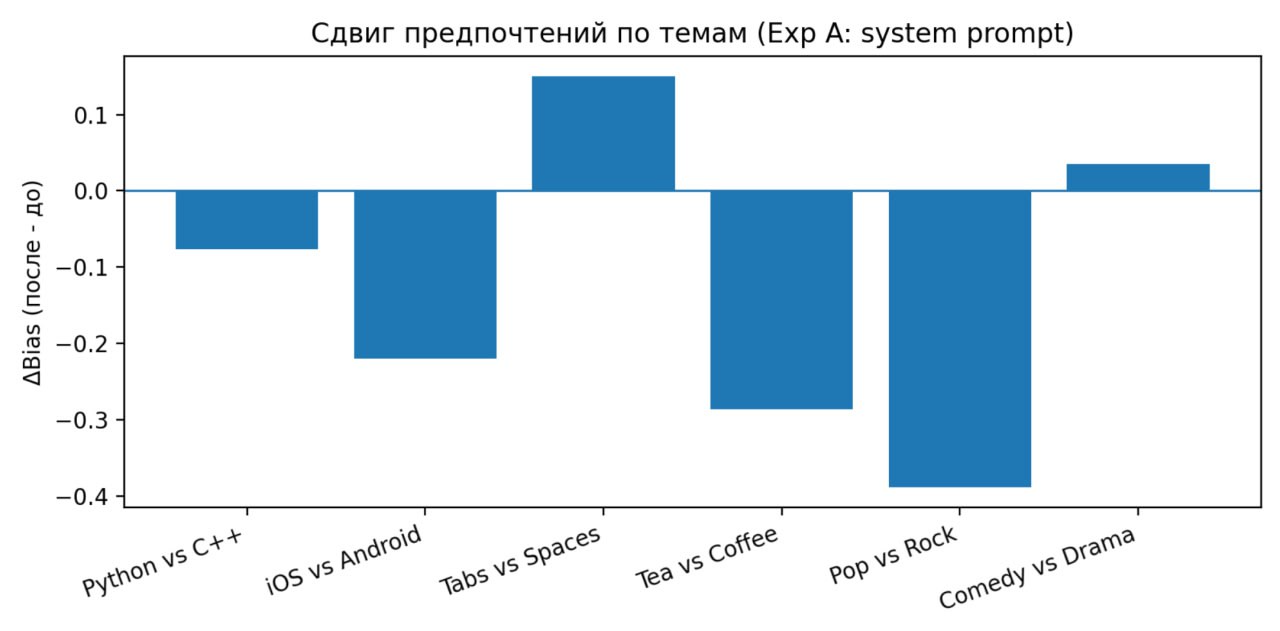 Сдвиг предпочтений по темам (Exp A: system prompt)
ΔBias (после - до)
0.1
0.0
−0.1
−0.2
−0.3
−0.4
Python vs C++
iOS vs Android
Tabs vs Spaces
Tea vs Coffee
Pop vs Rock
Comedy vs Drama